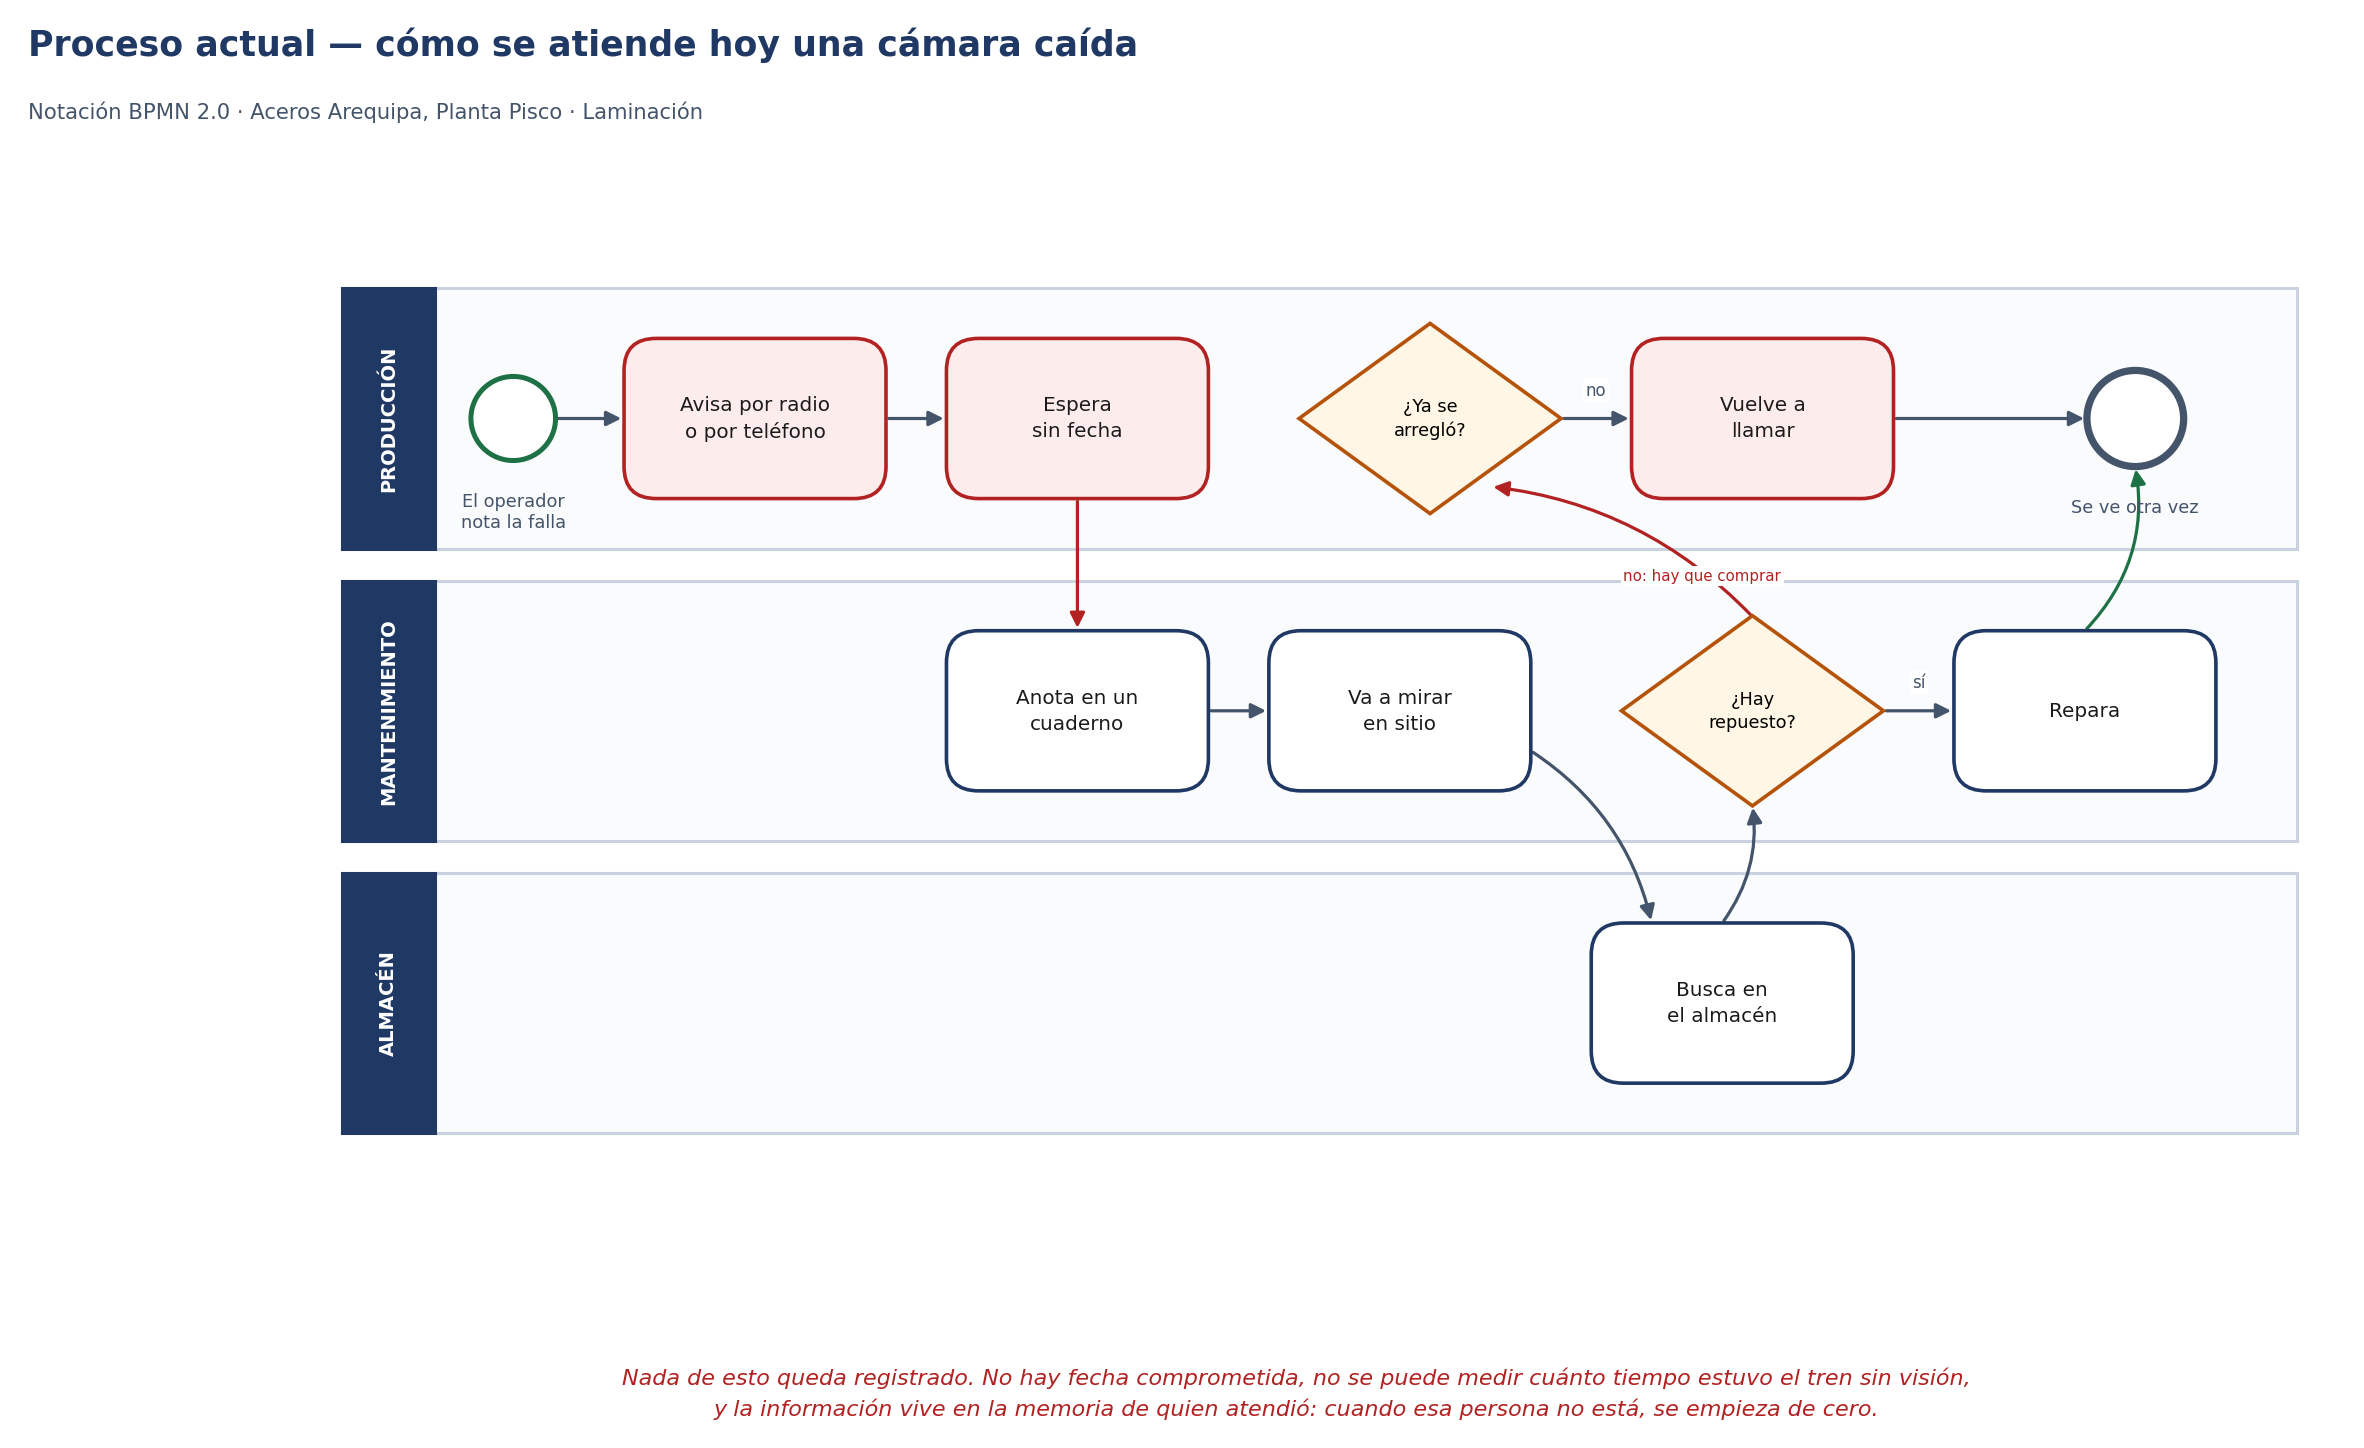 Proceso actual — cómo se atiende hoy una cámara caída
Notación BPMN 2.0 · Aceros Arequipa, Planta Pisco · Laminación
PRODUCCIÓN
El operador
nota la falla
Avisa por radio
o por teléfono
Espera
sin fecha
¿Ya se
arregló?
no
Vuelve a
llamar
Se ve otra vez
no: hay que comprar
MANTENIMIENTO
Anota en un
cuaderno
Va a mirar
en sitio
¿Hay
repuesto?
sí
Repara
ALMACÉN
Busca en
el almacén
Nada de esto queda registrado. No hay fecha comprometida, no se puede medir cuánto tiempo estuvo el tren sin visión,
y la información vive en la memoria de quien atendió: cuando esa persona no está, se empieza de cero.